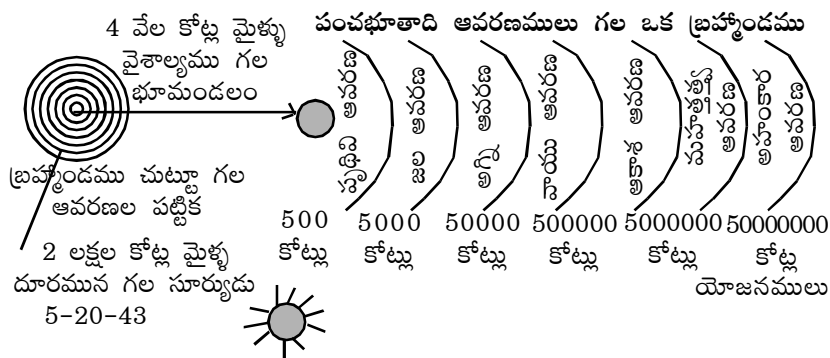 4 వేల కోట్ల మైళ్ళు
వైశాల్యము గల
భూమండలం
పంచభూతాది ఆవరణములు గల ఒక బ్రహ్మాండము
బ్రహ్మాండము చుట్టూ గల
ఆవరణల పట్టిక
2 లక్షల కోట్ల మైళ్ళ
దూరమున గల సూర్యుడు
5-20-43
పృథివి ఆవరణ
జల ఆవరణ
అగ్ని ఆవరణ
వాయు ఆవరణ
ఆకాశ ఆవరణ
మహాతత్త్వ
ఆవరణ
అహంకార
ఆవరణ
500 5000 50000 500000 5000000 50000000
కోట్లు కోట్లు కోట్లు కోట్లు కోట్లు కోట్ల
యోజనములు